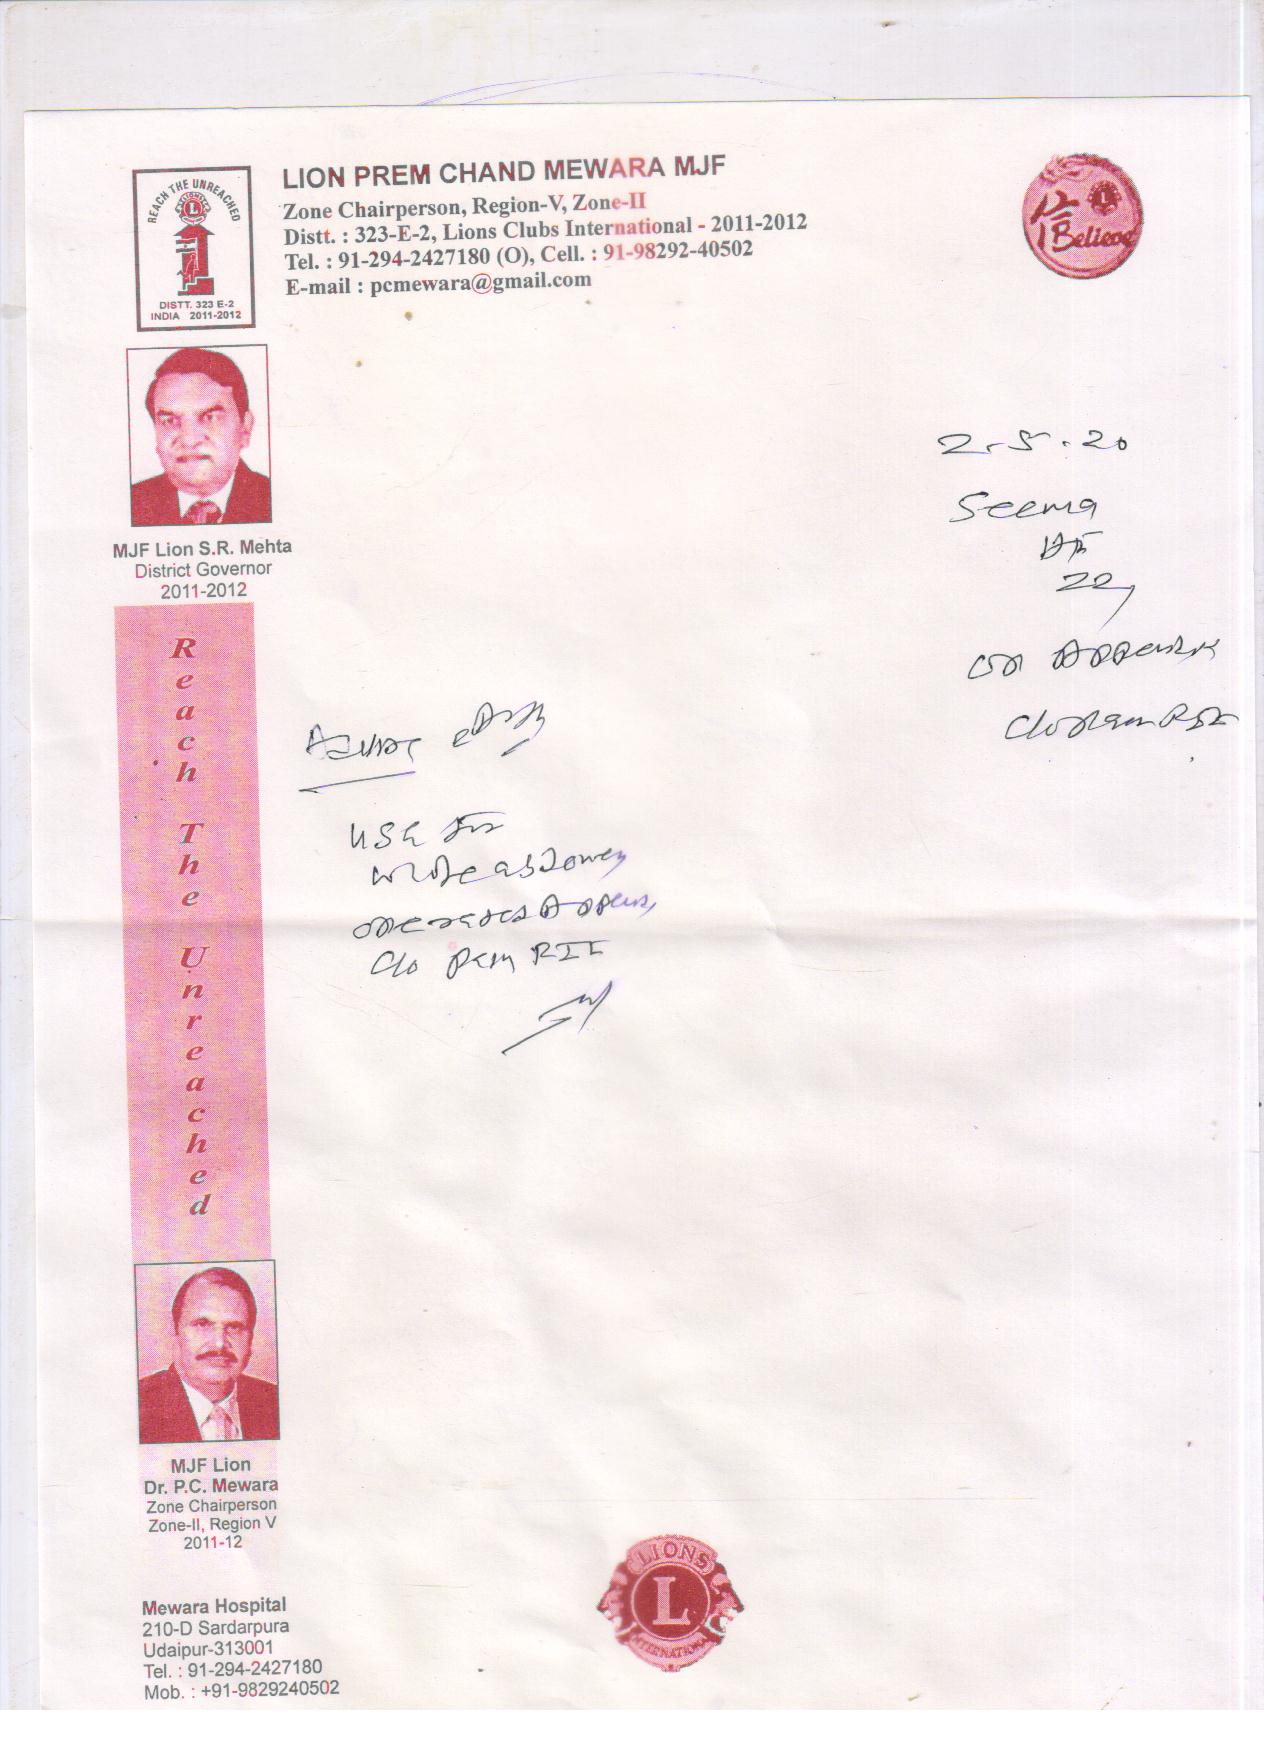 REACH THE UNREACHED
DISTT. 323 E-2
INDIA 2011-2012
LION PREM CHAND MEWARA MJF
Zone Chairperson, Region-V, Zone-II
Distt. : 323-E-2, Lions Clubs International - 2011-2012
Tel. : 91-294-2427180 (O), Cell. : 91-98292-40502
E-mail : pcmewara@gmail.com
信
I Believe
MJF Lion S.R. Mehta
District Governor
2011-2012
2.5.20
Seema
22
c/o
use for
c/o
Reach The Unreached
MJF Lion
Dr. P.C. Mewara
Zone Chairperson
Zone-II, Region V
2011-12
Mewara Hospital
210-D Sardarpura
Udaipur-313001
Tel. : 91-294-2427180
Mob. : +91-9829240502
LIONS
L
INTERNATIONAL